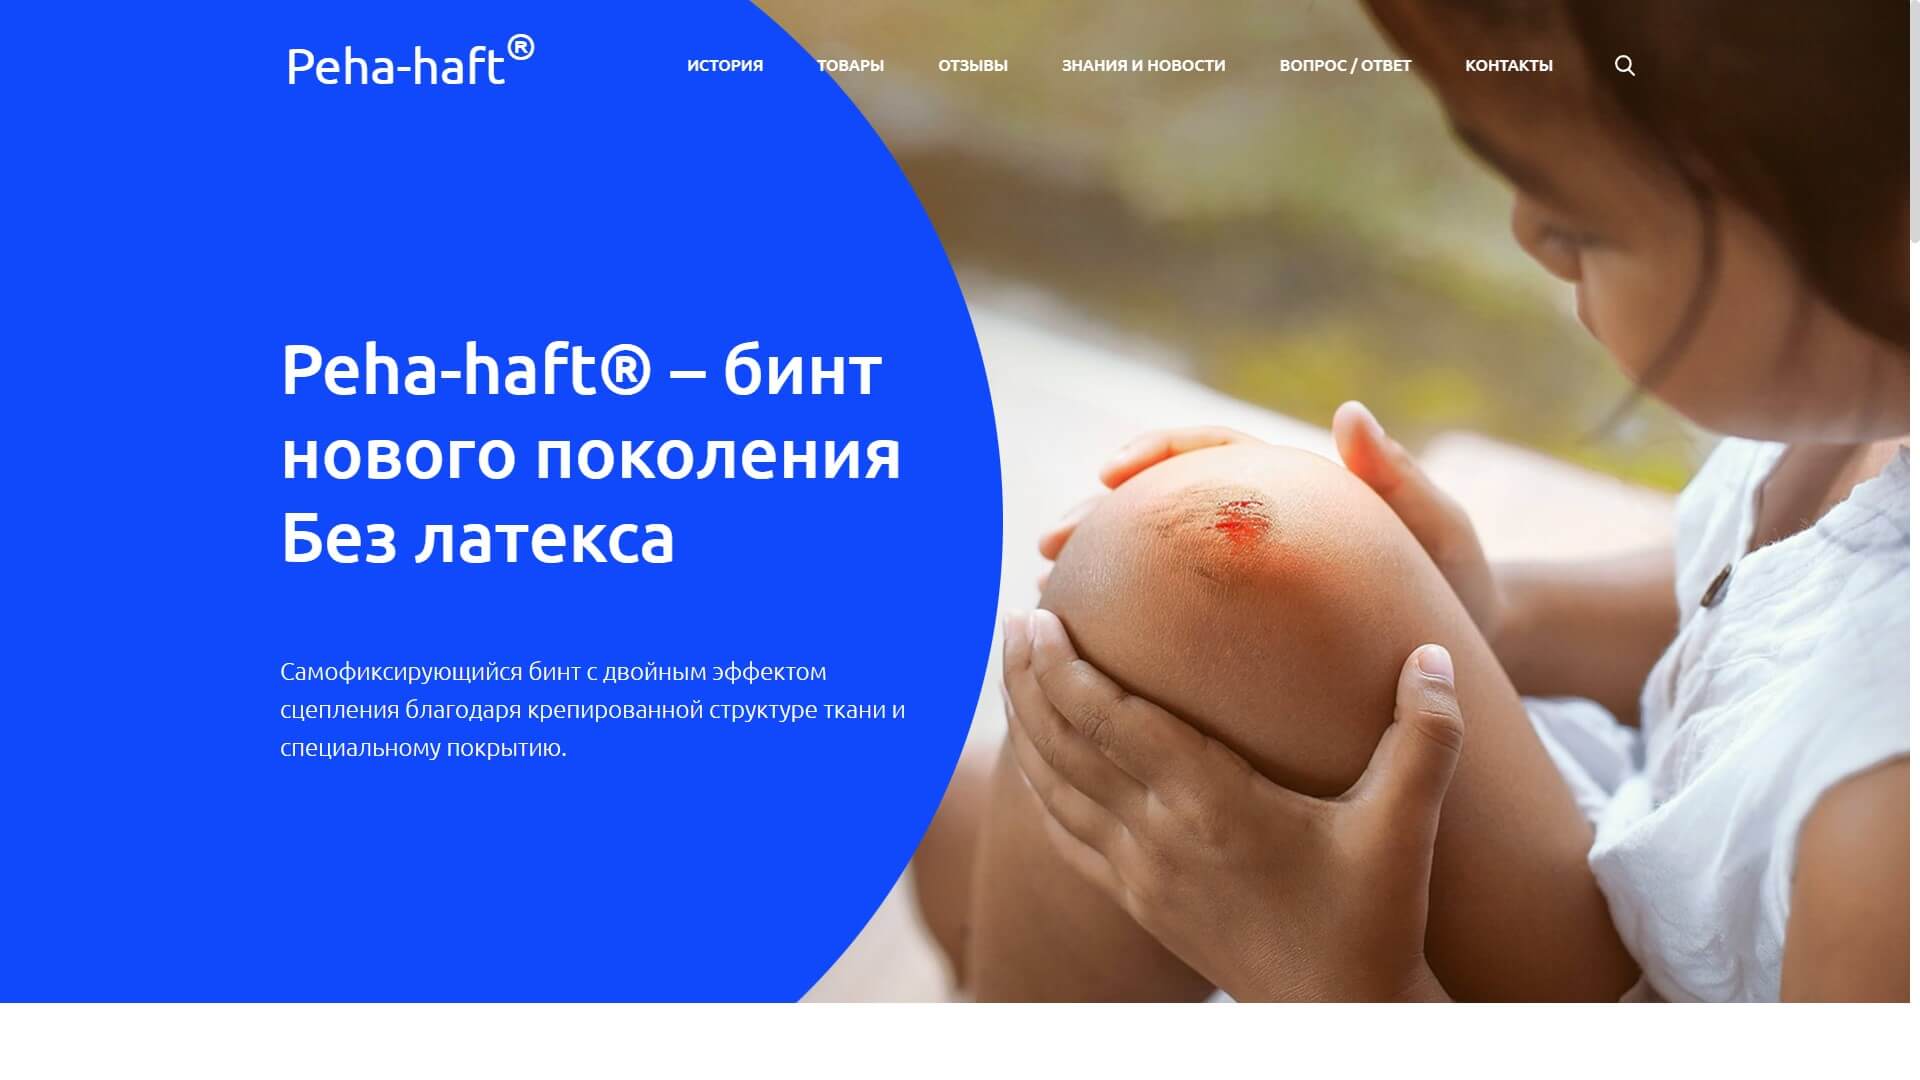 Peha-haft®
ИСТОРИЯ ТОВАРЫ ОТЗЫВЫ ЗНАНИЯ И НОВОСТИ ВОПРОС / ОТВЕТ КОНТАКТЫ
Peha-haft® – бинт
нового поколения
Без латекса
Самофиксирующийся бинт с двойным эффектом
сцепления благодаря крепированной структуре ткани и
специальному покрытию.